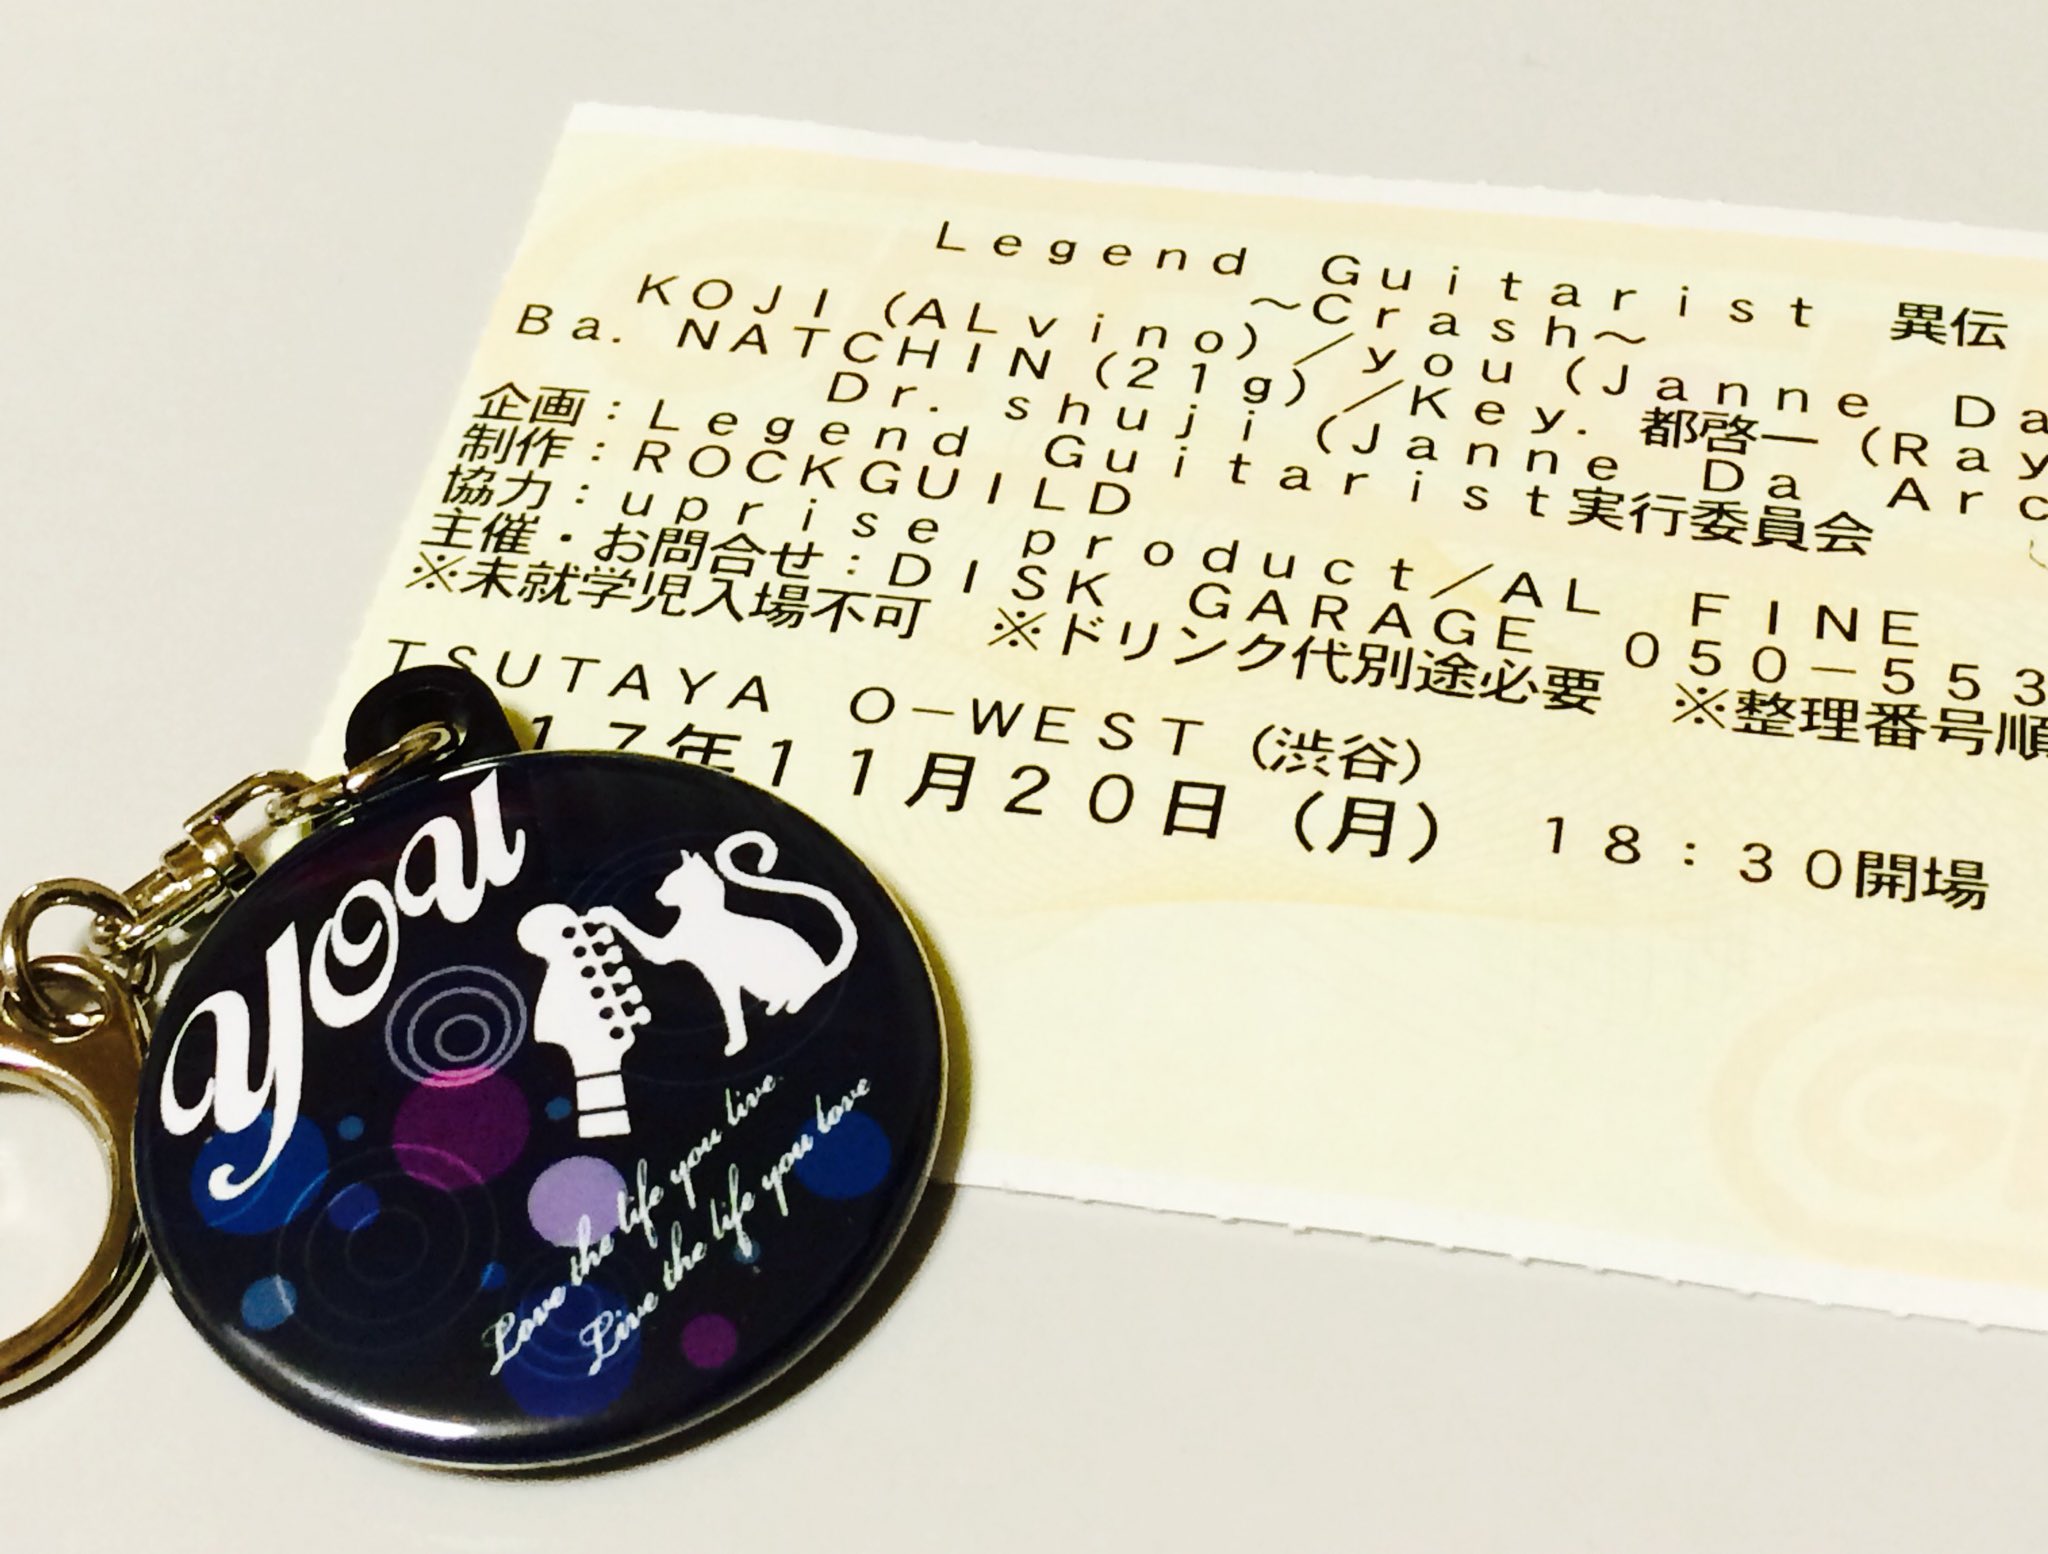 Legend Guitarist 異伝
～Crash～
KOJI (ALvino)／you (Janne Da
Ba. NATCHIN (21g)／Key. 都啓一 (Ray
Dr. shuji (Janne Da Arc
企画：Legend Guitarist実行委員会
制作：ROCKGUILD
協力：uprise product／AL FINE
主催・お問合せ：DISK GARAGE 050－553
※未就学児入場不可 ※ドリンク代別途必要 ※整理番号順
TSUTAYA O－WEST (渋谷)
17年11月20日 (月) 18：30開場
Love the life you live.
Live the life you love